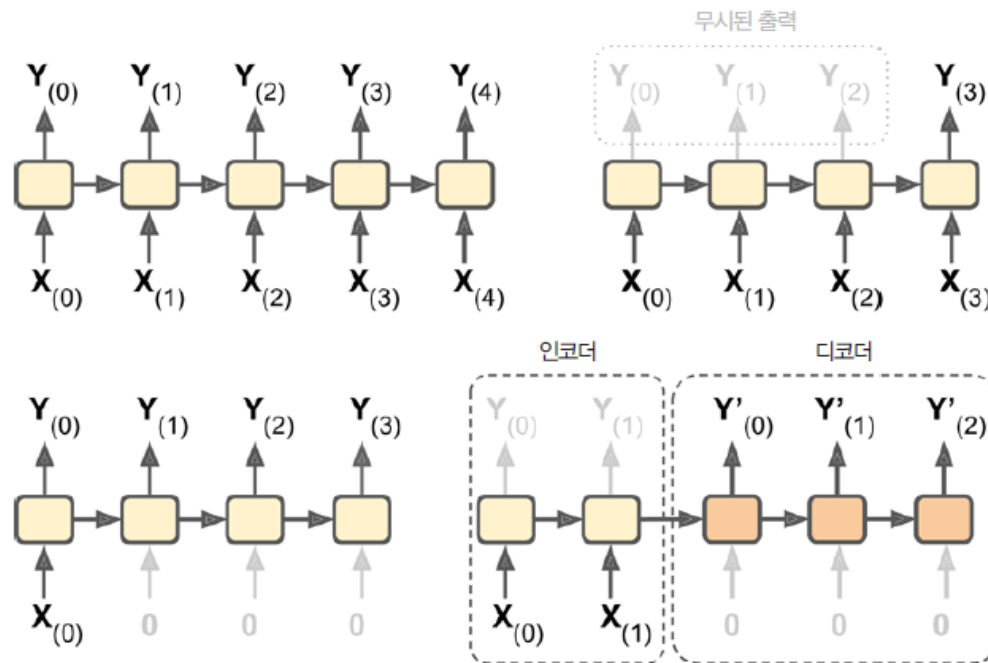 무시된 출력
Y(0) Y(1) Y(2) Y(3) Y(4)
Y(0) Y(1) Y(2) Y(3)
X(0) X(1) X(2) X(3) X(4)
X(0) X(1) X(2) X(3)
인코더 디코더
Y(0) Y(1) Y(2) Y(3)
Y(0) Y(1) Y'(0) Y'(1) Y'(2)
X(0) 0 0 0
X(0) X(1) 0 0 0